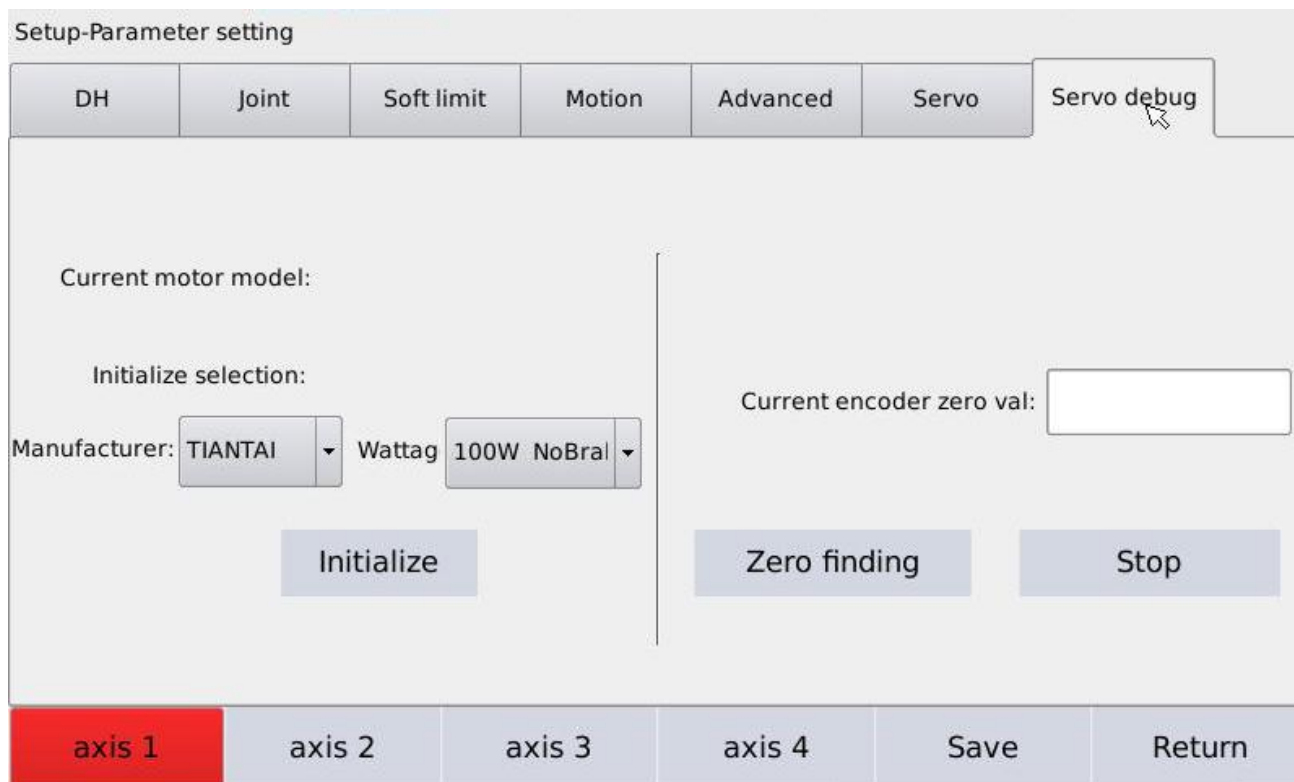 Setup-Parameter setting
DH Joint Soft limit Motion Advanced Servo Servo debug
Current motor model:
Initialize selection:
Current encoder zero val:
Manufacturer: TIANTAI Wattag 100W NoBral
Initialize Zero finding Stop
axis 1 axis 2 axis 3 axis 4 Save Return